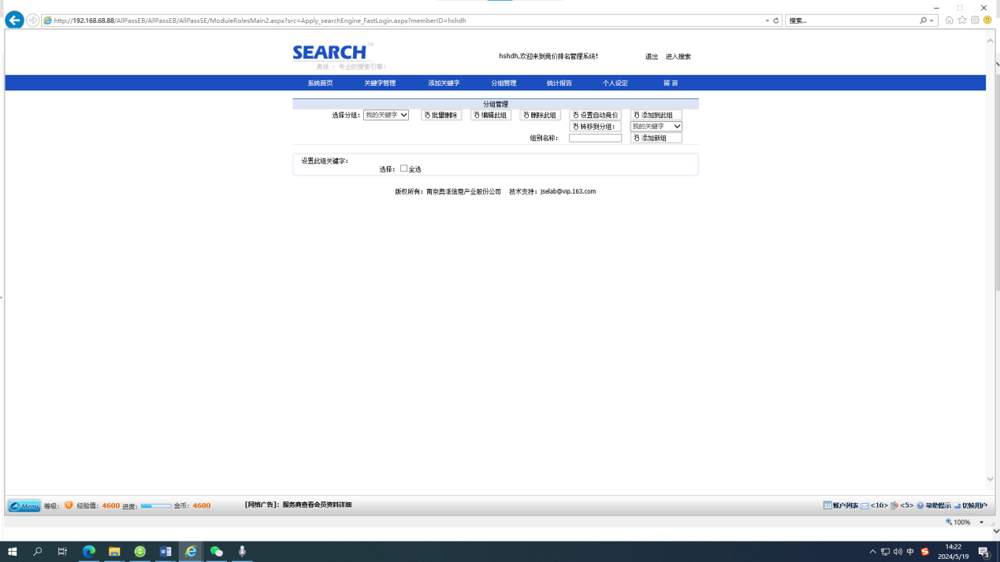 http://192.168.68.88/AllPassEB/AllPassEB/AllPassSE/ModuleRolesMain2.aspx?src=Apply_searchEngine_FastLogin.aspx?memberID=hshdh
搜索...
SEARCH TM
奥派 - 专业的搜索引擎!
hshdh,欢迎来到竞价排名管理系统!
退出 进入搜索
系统首页 关键字管理 添加关键字 分组管理 统计报告 个人设定 留 言
分组管理
选择分组: 我的关键字 批量删除 编辑此组 删除此组 设置自动竞价 添加到此组
转移到分组: 我的关键字
组别名称: 添加新组
设置此组关键字:
选择: 全选
版权所有: 南京奥派信息产业股份公司 技术支持: jselab@vip.163.com
Menu 等级: 8 经验值: 4600 进度: 金币: 4600 [网络广告]: 服务商查看会员资料详细 账户列表 <16> <5> 帮助提示 切换用户
100%
中 14:22
2024/5/19 3